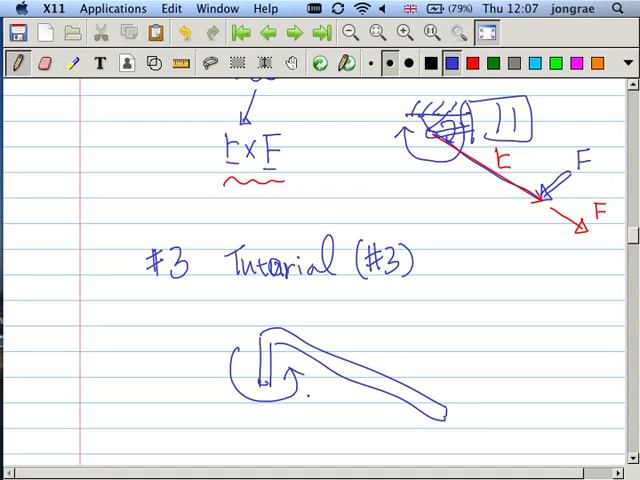 X11 Applications Edit Window Help (79%) Thu 12:07 jongrae
r x F
r
F
F
#3 Tutorial (#3)